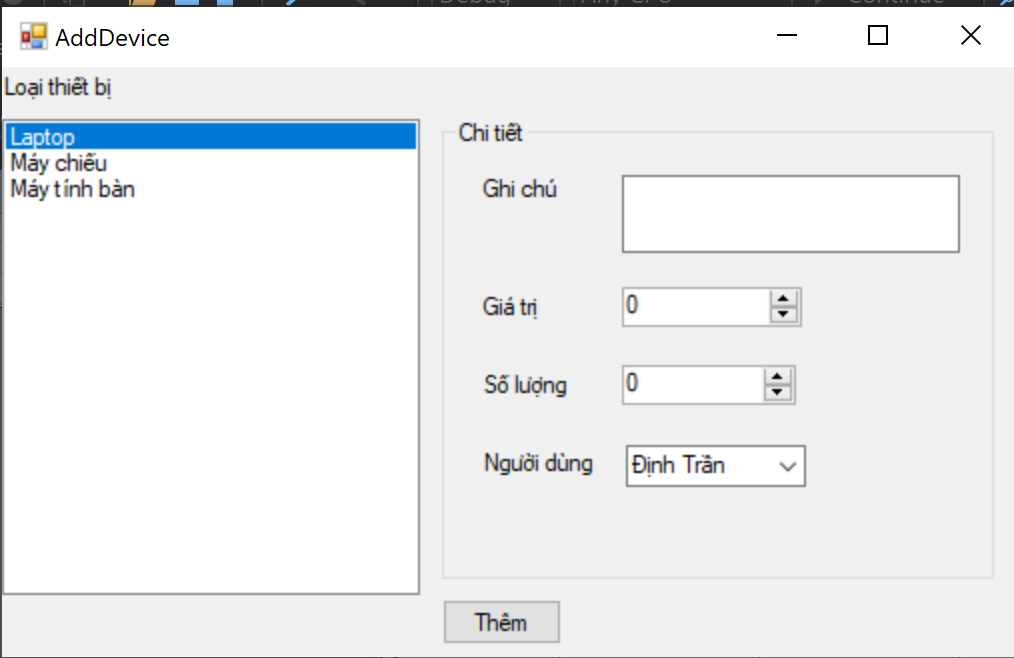 AddDevice
Loại thiết bị
Laptop
Máy chiếu
Máy tính bàn
Chi tiết
Ghi chú
Giá trị
0
Số lượng
0
Người dùng
Định Trần
Thêm